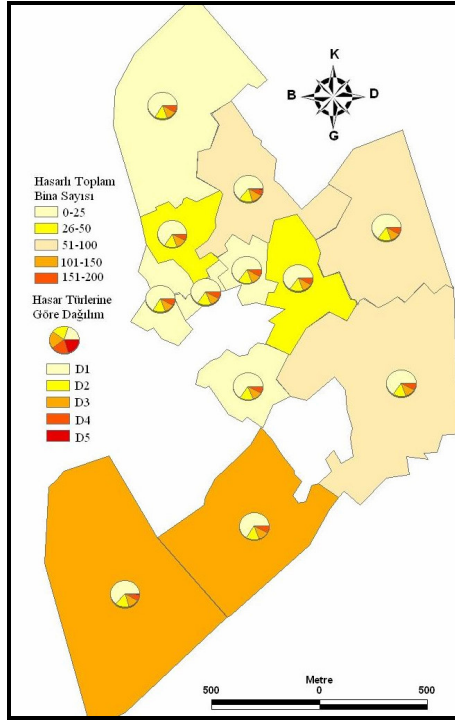 K
B D
G
Hasarlı Toplam
Bina Sayısı
0-25
26-50
51-100
101-150
151-200
Hasar Türlerine
Göre Dağılım
D1
D2
D3
D4
D5
Metre
500 0 500